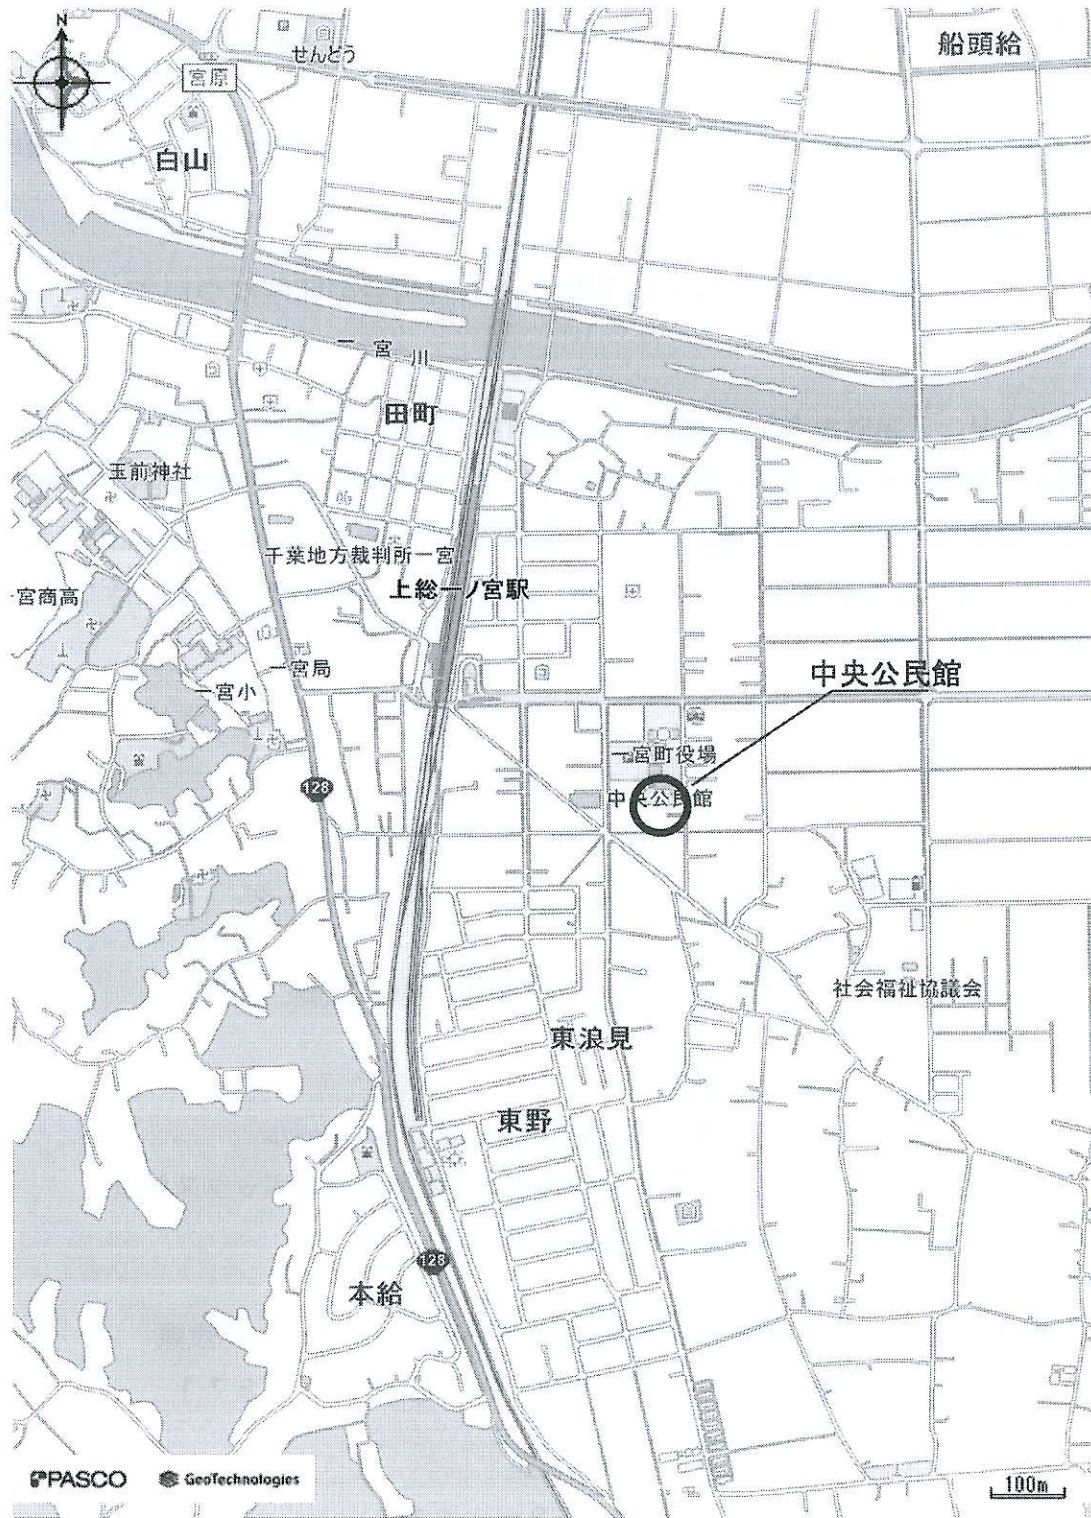 N
せんどう
船頭給
宮原
白山
一宮川
田町
玉前神社
千葉地方裁判所一宮
上総一ノ宮駅
宮商高
一宮局
一宮小
中央公民館
一宮町役場
128
中央公民館
社会福祉協議会
東浪見
東野
128
本給
PASCO
GeoTechnologies
100m